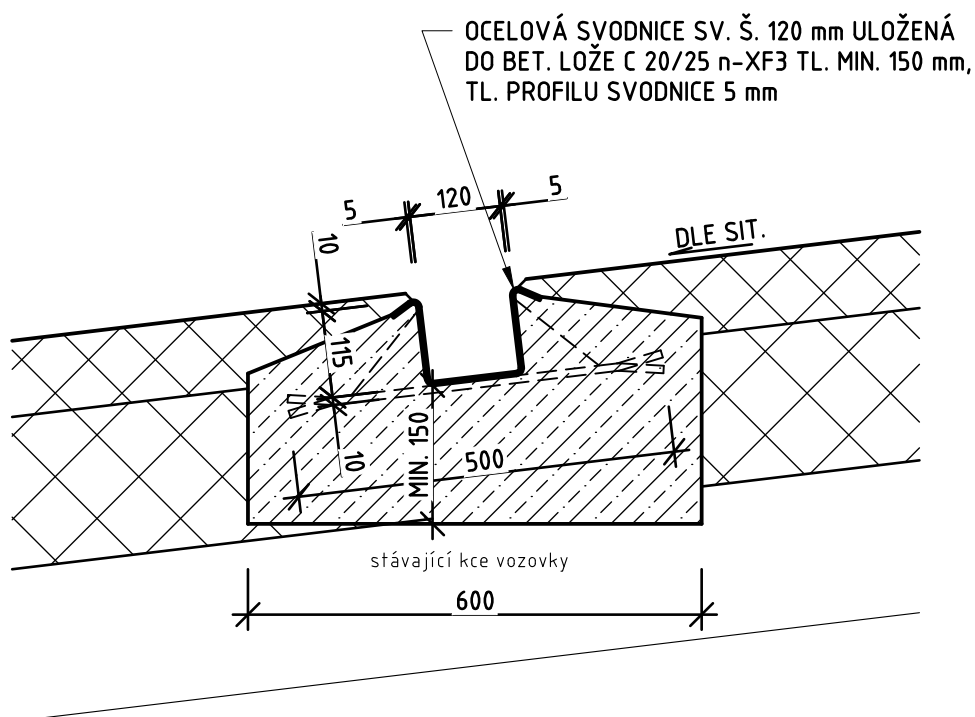 OCELOVÁ SVODNICE SV. Š. 120 mm ULOŽENÁ
DO BET. LOŽE C 20/25 n-XF3 TL. MIN. 150 mm,
TL. PROFILU SVODNICE 5 mm
5
120
5
10
DLE SIT.
115
10
MIN. 150
500
stávající kce vozovky
600